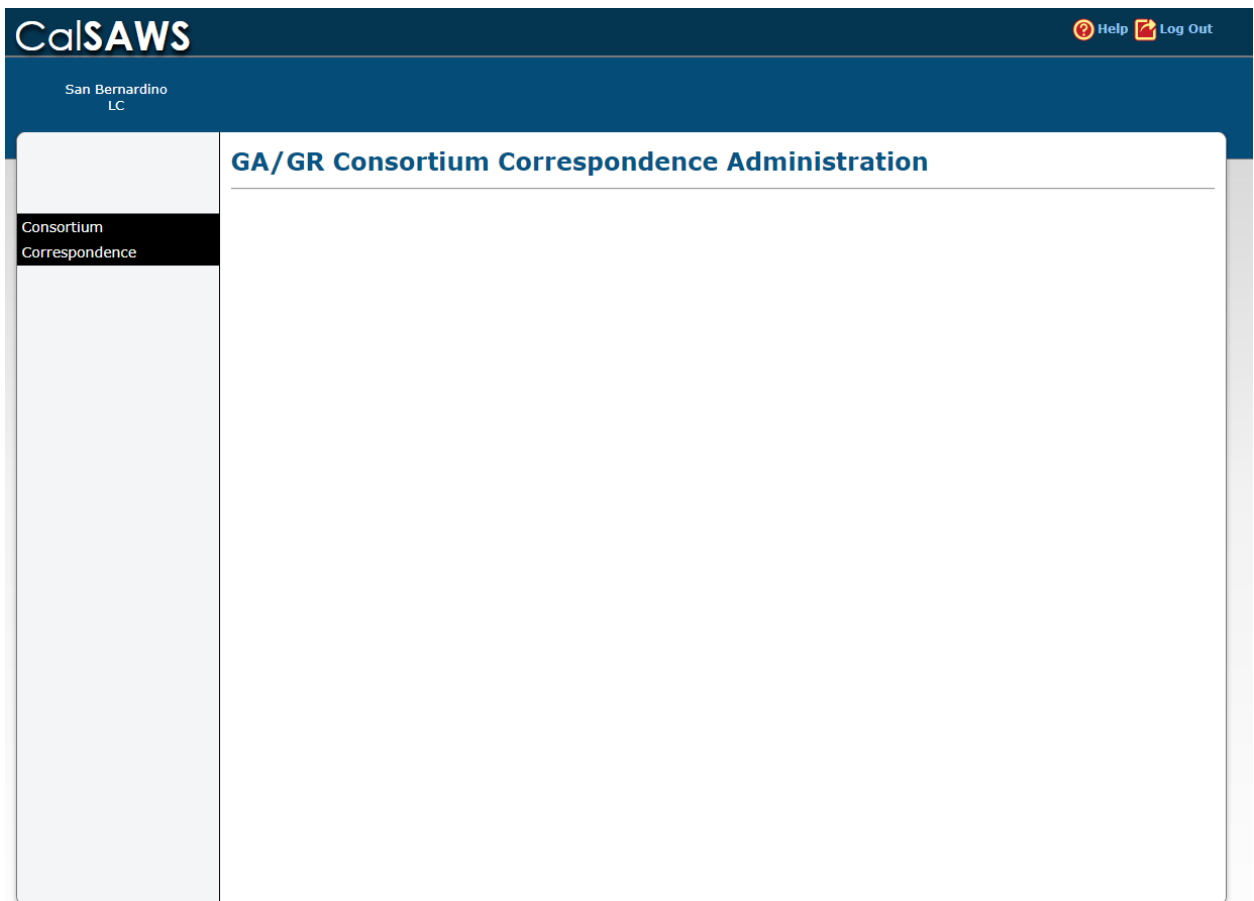 CalSAWS
Help Log Out
San Bernardino
LC
GA/GR Consortium Correspondence Administration
Consortium
Correspondence